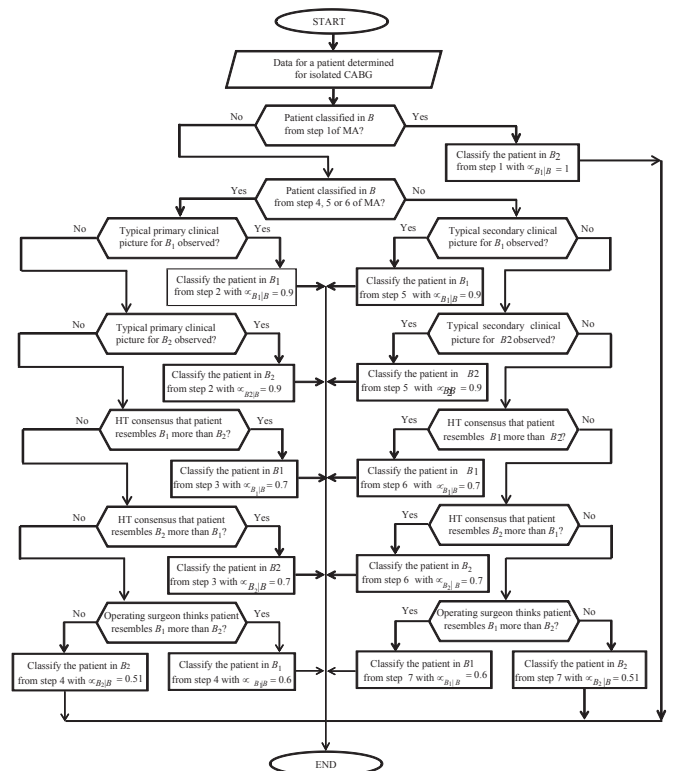 START
Data for a patient determined
for isolated CABG
No
Patient classified in B
from step 1of MA?
Yes
Classify the patient in B2
from step 1 with ∝B1|B = 1
Yes
Patient classified in B
from step 4, 5 or 6 of MA?
No
No
Typical primary clinical
picture for B1 observed?
Yes
Yes
Typical secondary clinical
picture for B1 observed?
No
Classify the patient in B1
from step 2 with ∝B1|B = 0.9
Classify the patient in B1
from step 5 with ∝B1|B = 0.9
No
Typical primary clinical
picture for B2 observed?
Yes
Yes
Typical secondary clinical
picture for B2 observed?
No
Classify the patient in B2
from step 2 with ∝B2|B = 0.9
Classify the patient in B2
from step 5 with = 0.9
No
HT consensus that patient
resembles B1 more than B2?
Yes
Yes
HT consensus that patient
resembles B1 more than B2?
No
Classify the patient in B1
from step 3 with ∝B1|B = 0.7
Classify the patient in B1
from step 6 with ∝B1|B = 0.7
No
HT consensus that patient
resembles B2 more than B1?
Yes
Yes
HT consensus that patient
resembles B2 more than B1?
No
Classify the patient in B2
from step 3 with ∝B2|B = 0.7
Classify the patient in B2
from step 6 with ∝B2|B = 0.7
No
Operating surgeon thinks patient
resembles B1 more than B2?
Yes
Yes
Operating surgeon thinks patient
resembles B1 more than B2?
No
Classify the patient in B2
from step 4 with ∝B2|B = 0.51
Classify the patient in B1
from step 4 with ∝B1|B = 0.6
Classify the patient in B1
from step 7 with ∝B1|B = 0.6
Classify the patient in B2
from step 7 with ∝B2|B = 0.51
END